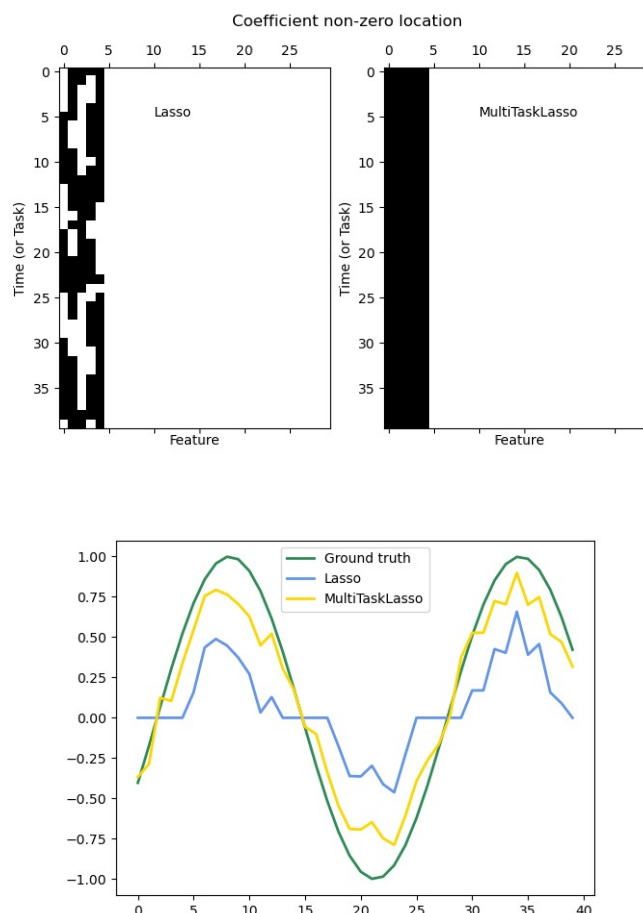 Coefficient non-zero location
0 5 10 15 20 25
0 5 10 15 20 25
0
5
10
15
20
25
30
35
Time (or Task)
Lasso
Feature
0
5
10
15
20
25
30
35
Time (or Task)
MultiTaskLasso
Feature
1.00
0.75
0.50
0.25
0.00
−0.25
−0.50
−0.75
−1.00
Ground truth
Lasso
MultiTaskLasso
0 5 10 15 20 25 30 35 40